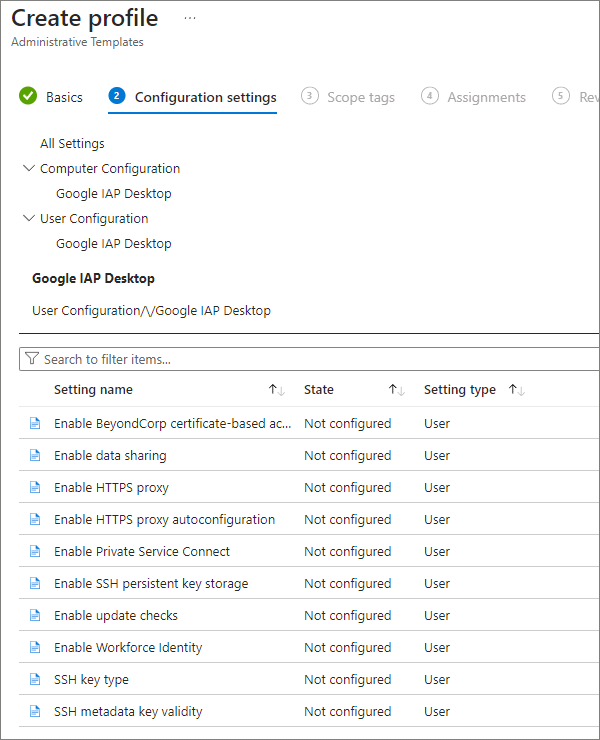 Create profile ...
Administrative Templates
Basics 2 Configuration settings 3 Scope tags 4 Assignments 5
All Settings
Computer Configuration
Google IAP Desktop
User Configuration
Google IAP Desktop
Google IAP Desktop
User Configuration/\/Google IAP Desktop
Search to filter items...
Setting name ↑↓ State ↑↓ Setting type ↑↓
Enable BeyondCorp certificate-based ac... Not configured User
Enable data sharing Not configured User
Enable HTTPS proxy Not configured User
Enable HTTPS proxy autoconfiguration Not configured User
Enable Private Service Connect Not configured User
Enable SSH persistent key storage Not configured User
Enable update checks Not configured User
Enable Workforce Identity Not configured User
SSH key type Not configured User
SSH metadata key validity Not configured User